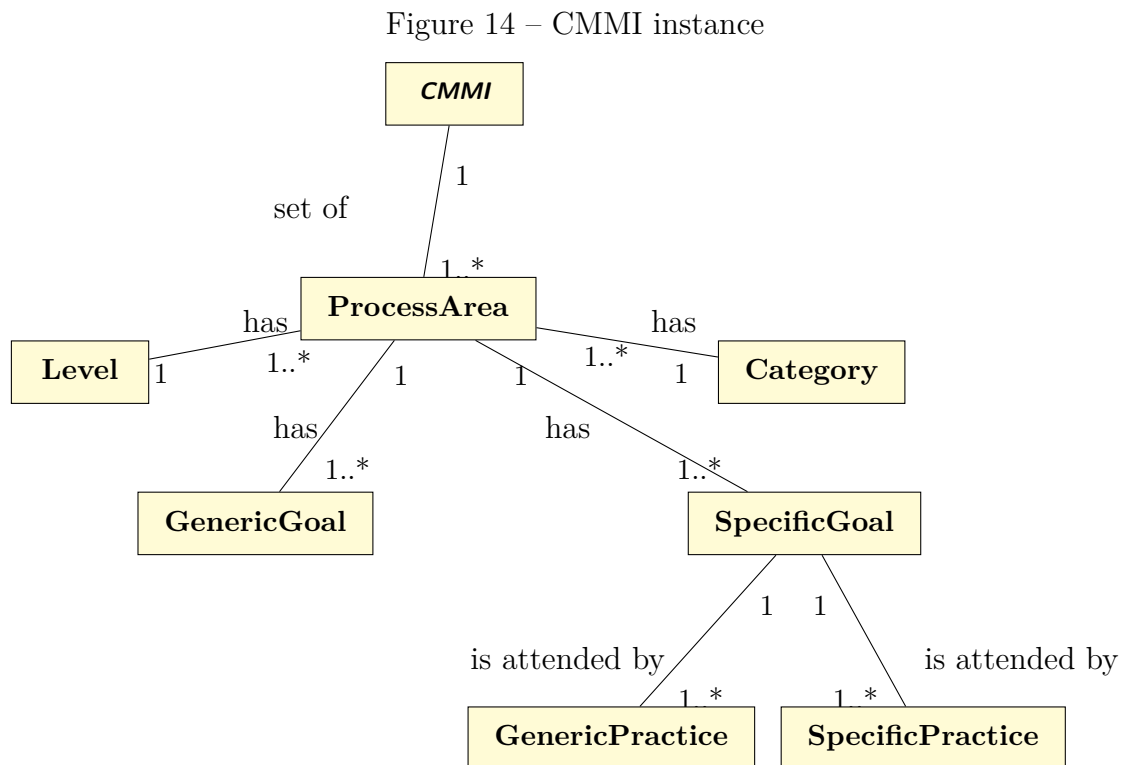 Figure 14 – CMMI instance
CMMI
1
set of
1..*
ProcessArea
has
has
1..*
1..*
Level
1
1
1
1
Category
has
has
1..*
1..*
GenericGoal
SpecificGoal
1
1
is attended by
is attended by
1..*
1..*
GenericPractice
SpecificPractice